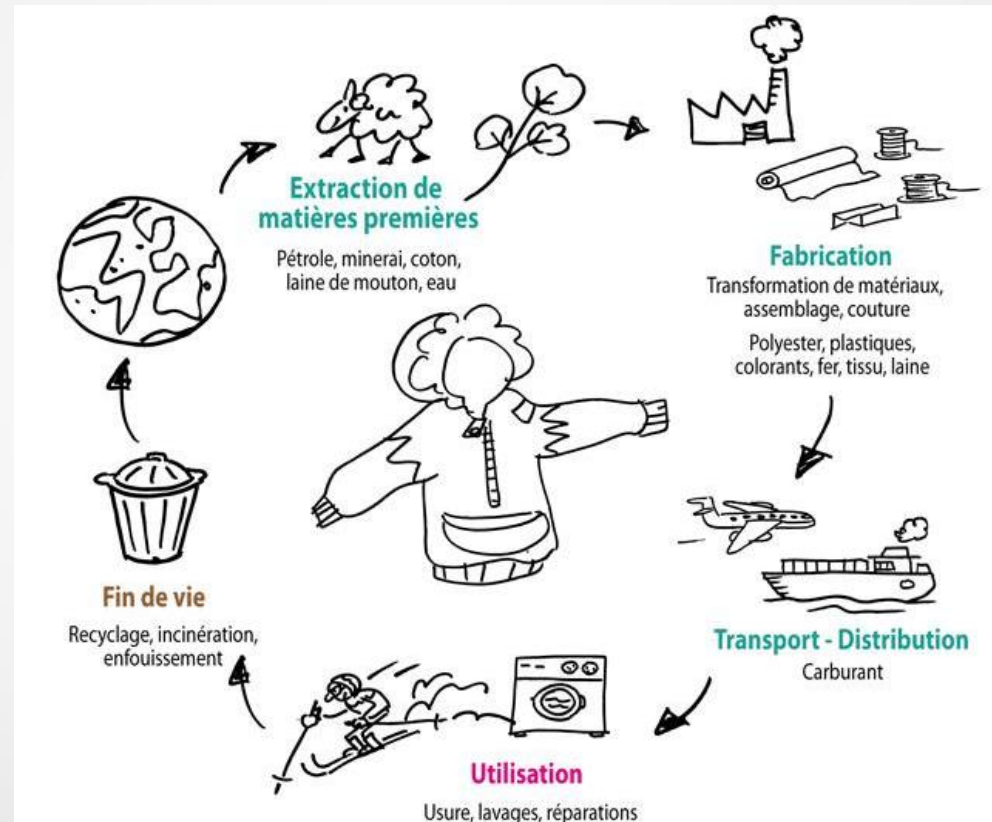 Extraction de
matières premières
Pétrole, minerai, coton,
laine de mouton, eau
Fabrication
Transformation de matériaux,
assemblage, couture
Polyester, plastiques,
colorants, fer, tissu, laine
Transport - Distribution
Carburant
Utilisation
Usure, lavages, réparations
Fin de vie
Recyclage, incinération,
enfouissement